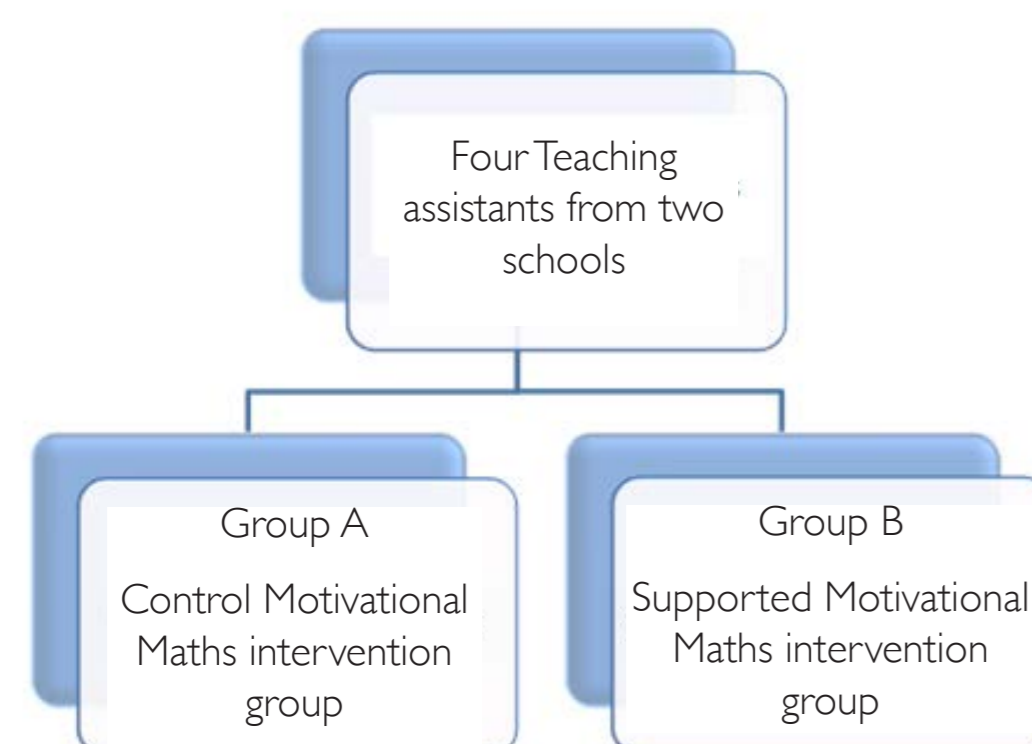 Four Teaching
assistants from two
schools
Group A
Control Motivational
Maths intervention
group
Group B
Supported Motivational
Maths intervention
group